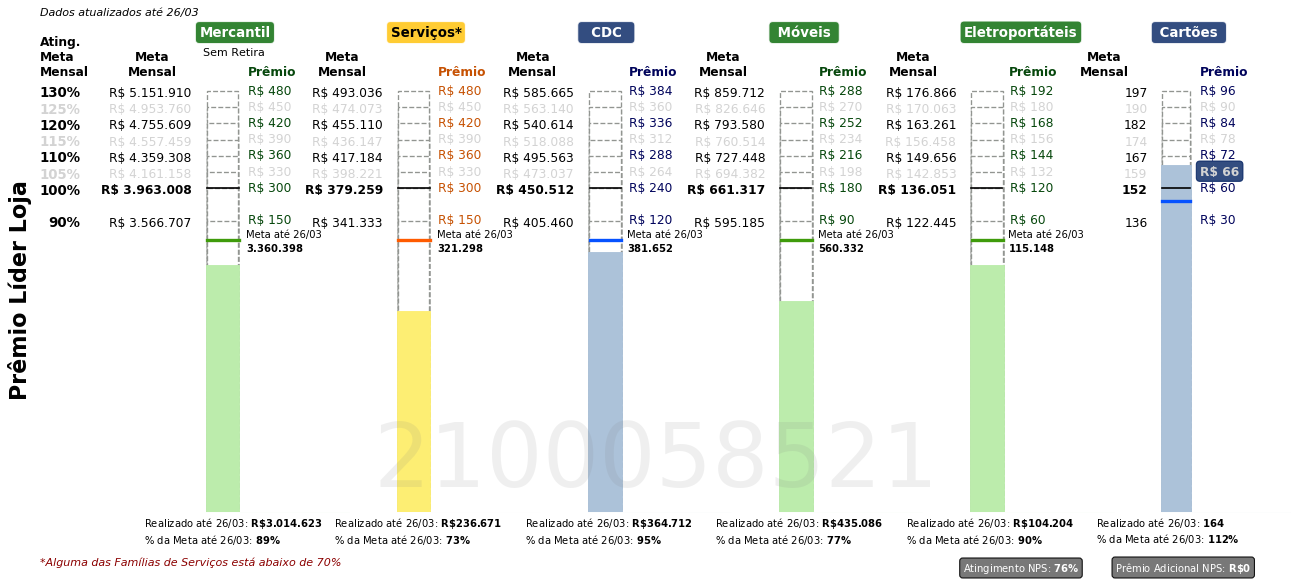 Dados atualizados até 26/03
Mercantil Serviços* CDC Móveis Eletroportáteis Cartões
Sem Retira
Ating. Meta Mensal Meta Mensal Prêmio Meta Mensal Prêmio Meta Mensal Prêmio Meta Mensal Prêmio Meta Mensal Prêmio Meta Mensal Prêmio
130% R$ 5.151.910 R$ 480 R$ 493.036 R$ 480 R$ 585.665 R$ 384 R$ 859.712 R$ 288 R$ 176.866 R$ 192 197 R$ 96
125% R$ 4.953.760 R$ 450 R$ 474.073 R$ 450 R$ 563.140 R$ 360 R$ 826.646 R$ 270 R$ 170.063 R$ 180 190 R$ 90
120% R$ 4.755.609 R$ 420 R$ 455.110 R$ 420 R$ 540.614 R$ 336 R$ 793.580 R$ 252 R$ 163.261 R$ 168 182 R$ 84
115% R$ 4.557.459 R$ 390 R$ 436.147 R$ 390 R$ 518.088 R$ 312 R$ 760.514 R$ 234 R$ 156.458 R$ 156 174 R$ 78
110% R$ 4.359.308 R$ 360 R$ 417.184 R$ 360 R$ 495.563 R$ 288 R$ 727.448 R$ 216 R$ 149.656 R$ 144 167 R$ 72
105% R$ 4.161.158 R$ 330 R$ 398.221 R$ 330 R$ 473.037 R$ 264 R$ 694.382 R$ 198 R$ 142.853 R$ 132 159 R$ 66
100% R$ 3.963.008 R$ 300 R$ 379.259 R$ 300 R$ 450.512 R$ 240 R$ 661.317 R$ 180 R$ 136.051 R$ 120 152 R$ 60
90% R$ 3.566.707 R$ 150 R$ 341.333 R$ 150 R$ 405.460 R$ 120 R$ 595.185 R$ 90 R$ 122.445 R$ 60 136 R$ 30
Meta até 26/03 Meta até 26/03 Meta até 26/03 Meta até 26/03 Meta até 26/03
3.360.398 321.298 381.652 560.332 115.148
Prêmio Líder Loja
2100058521
Realizado até 26/03: R$3.014.623 Realizado até 26/03: R$236.671 Realizado até 26/03: R$364.712 Realizado até 26/03: R$435.086 Realizado até 26/03: R$104.204 Realizado até 26/03: 164
% da Meta até 26/03: 89% % da Meta até 26/03: 73% % da Meta até 26/03: 95% % da Meta até 26/03: 77% % da Meta até 26/03: 90% % da Meta até 26/03: 112%
*Alguma das Famílias de Serviços está abaixo de 70% Atingimento NPS: 76% Prêmio Adicional NPS: R$0